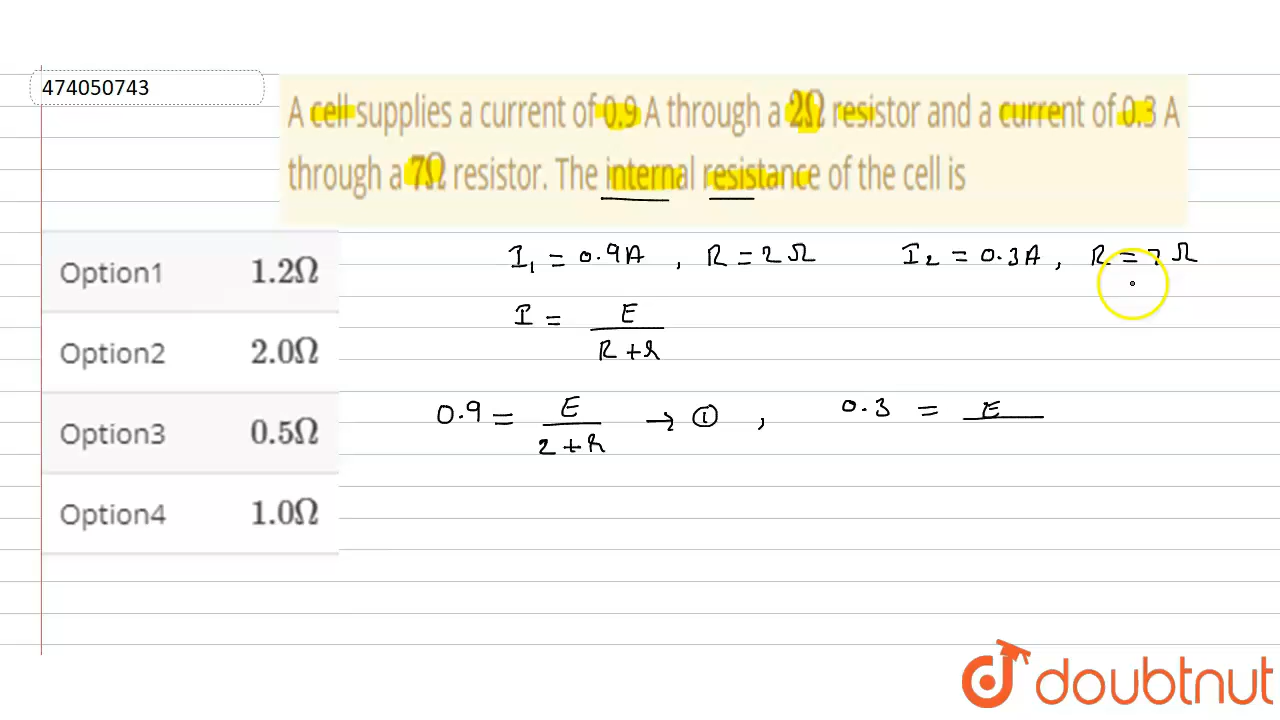 474050743
A cell supplies a current of 0.9 A through a 2Ω resistor and a current of 0.3 A
through a 7Ω resistor. The internal resistance of the cell is
Option1 1.2Ω
Option2 2.0Ω
Option3 0.5Ω
Option4 1.0Ω
I₁ = 0.9A , R = 2Ω I₂ = 0.3A , R = 7Ω
I = E / R + r
0.9 = E / 2 + r → ① , 0.3 = E
doubtnut